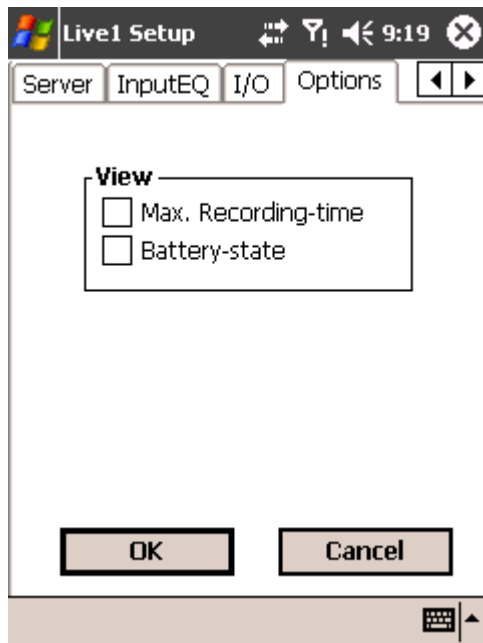 Live1 Setup 9:19
Server InputEQ I/O Options
View
Max. Recording-time
Battery-state
OK Cancel